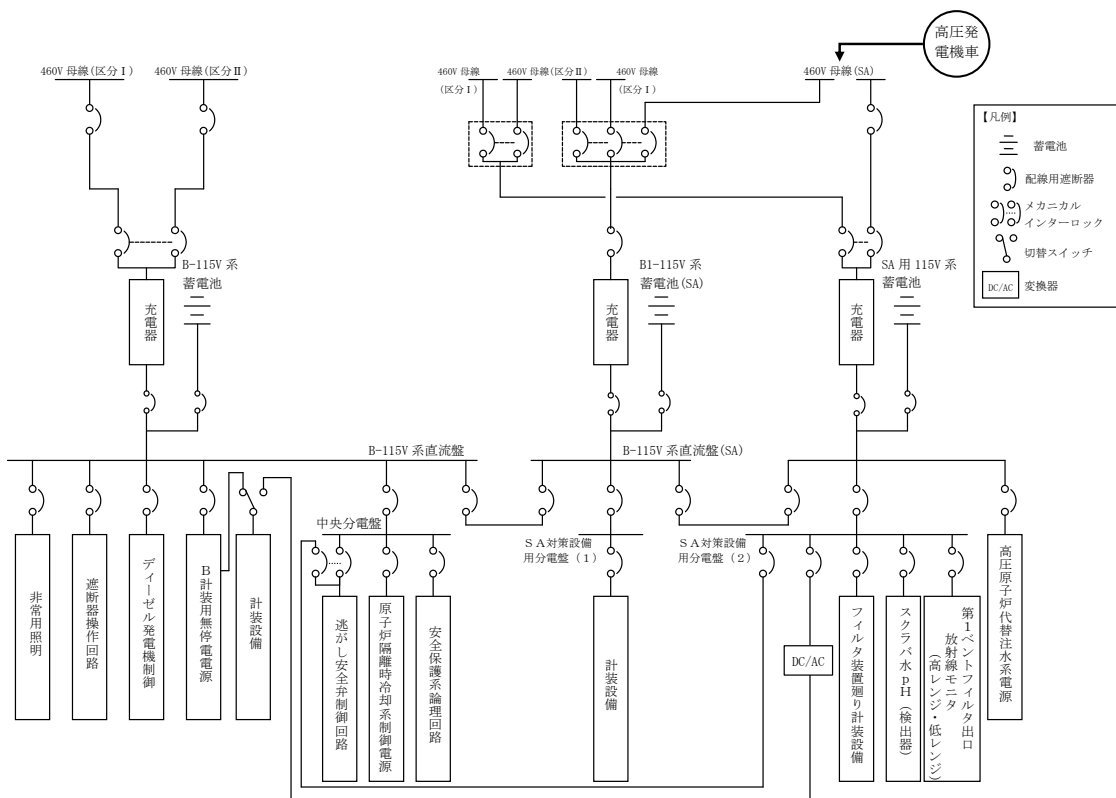 高圧発
電機車
460V 母線(区分Ⅰ)
460V 母線(区分Ⅱ)
460V 母線
(区分Ⅰ)
460V 母線(区分Ⅱ)
460V 母線
(区分Ⅰ)
460V 母線(SA)
【凡例】
蓄電池
配線用遮断器
メカニカル
インターロック
切替スイッチ
DC/AC
変換器
B-115V 系
蓄電池
B1-115V 系
蓄電池(SA)
SA 用 115V 系
蓄電池
充電器
充電器
充電器
B-115V 系直流盤
B-115V 系直流盤(SA)
中央分電盤
SA対策設備
用分電盤(1)
SA対策設備
用分電盤(2)
非常用照明
遮断器操作回路
ディーゼル発電機制御
B計装用無停電電源
計装設備
逃がし安全弁制御回路
原子炉隔離時冷却系制御電源
安全保護系論理回路
計装設備
DC/AC
フィルタ装置廻り計装設備
スクラバ水pH(検出器)
第1ベントフィルタ出口
放射線モニタ
(高レンジ・低レンジ)
高圧原子炉代替注水系電源